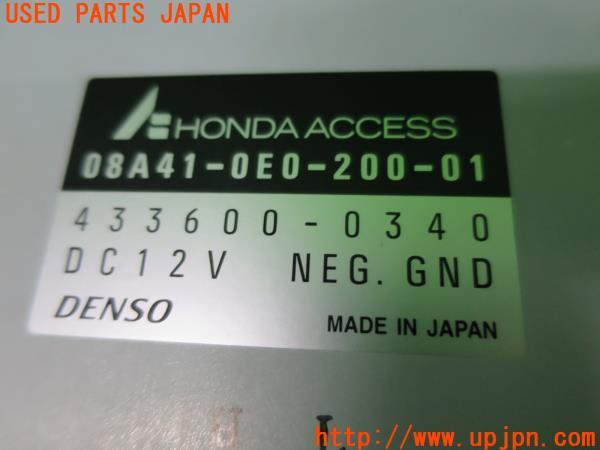 USED PARTS JAPAN
HONDA ACCESS
08A41-0E0-200-01
433600-0340
DC12V NEG. GND
DENSO
MADE IN JAPAN
http://www.upjpn.com